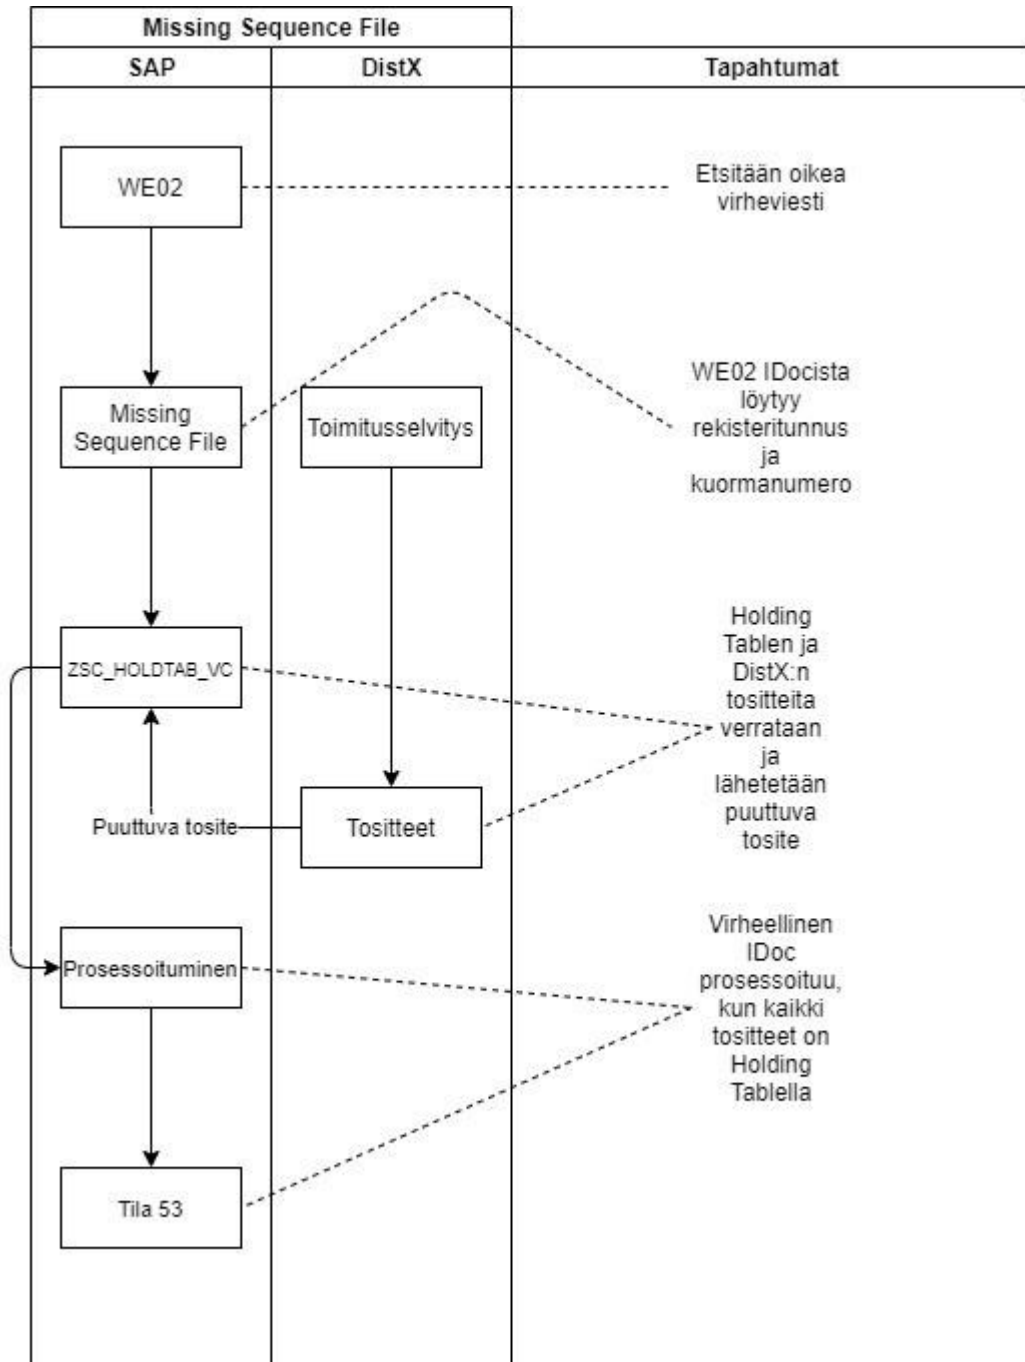 Missing Sequence File
SAP
DistX
Tapahtumat
WE02
Etsitään oikea
virheviesti
Missing
Sequence File
Toimitusselvitys
WE02 IDocista
löytyy
rekisteritunnus
ja
kuormanumero
ZSC_HOLDTAB_VC
Holding
Tablen ja
DistX:n
tositteita
verrataan
ja
lähetetään
puuttuva
tosite
Puuttuva tosite
Tositteet
Prosessoituminen
Virheellinen
IDoc
prosessoituu,
kun kaikki
tositteet on
Holding
Tablella
Tila 53